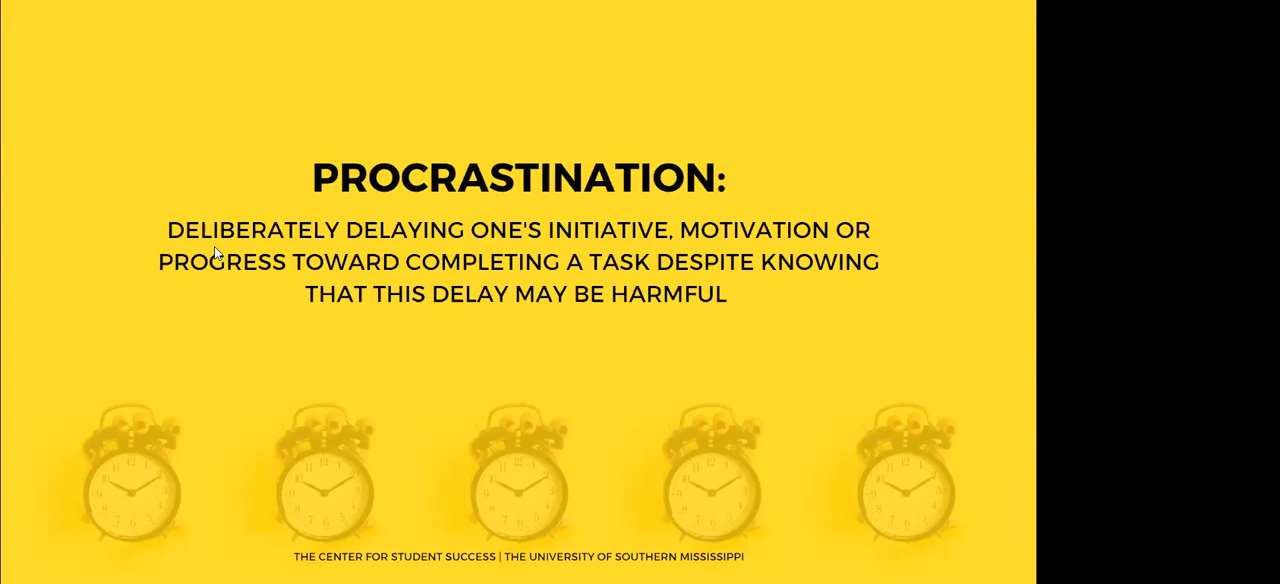 PROCRASTINATION:
DELIBERATELY DELAYING ONE'S INITIATIVE, MOTIVATION OR
PROGRESS TOWARD COMPLETING A TASK DESPITE KNOWING
THAT THIS DELAY MAY BE HARMFUL
THE CENTER FOR STUDENT SUCCESS | THE UNIVERSITY OF SOUTHERN MISSISSIPPI